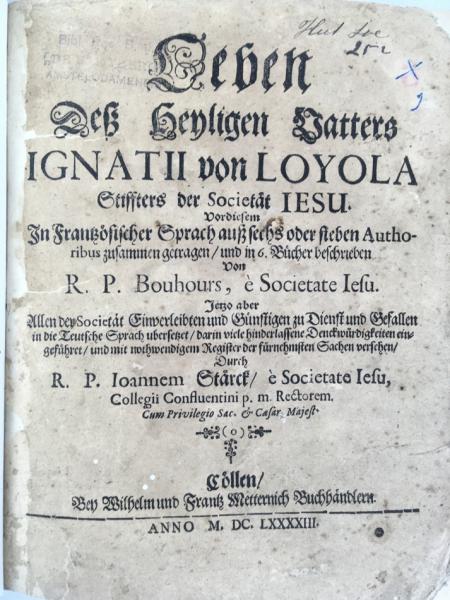 Hist Soc
252
X
9
Leben
Deß Heyligen Vatters
IGNATII von LOYOLA
Stiffters der Societät IESU.
Vordiesem
In Frantzösischer Sprach auß sechs oder sieben Autho-
ribus zusammen getragen / und in 6. Bücher beschrieben
Von
R. P. Bouhours, è Societate Iesu.
Jetzo aber
Allen der Societät Einverleibten und Günstigen zu Dienst und Gefallen
in die Teutsche Sprach ubersetzet / darin viele hinderlassene Denckwürdigkeiten ein-
geführet / und mit nothwendigem Register der fürnehmsten Sachen versehen /
Durch
R. P. Ioannem Stärck / è Societate Iesu,
Collegii Confluentini p. m. Rectorem.
Cum Privilegio Sac. & Cæsar. Majest.
(o)
Cöllen /
Bey Wilhelm und Frantz Metternich Buchhändlern.
ANNO M. DC. LXXXXIII.